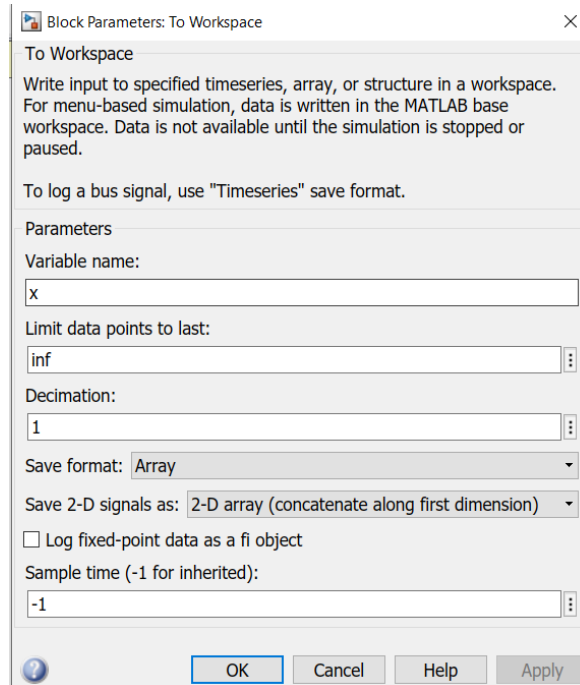 Block Parameters: To Workspace
To Workspace
Write input to specified timeseries, array, or structure in a workspace.
For menu-based simulation, data is written in the MATLAB base
workspace. Data is not available until the simulation is stopped or
paused.
To log a bus signal, use "Timeseries" save format.
Parameters
Variable name:
x
Limit data points to last:
inf
Decimation:
1
Save format: Array
Save 2-D signals as: 2-D array (concatenate along first dimension)
Log fixed-point data as a fi object
Sample time (-1 for inherited):
-1
OK Cancel Help Apply